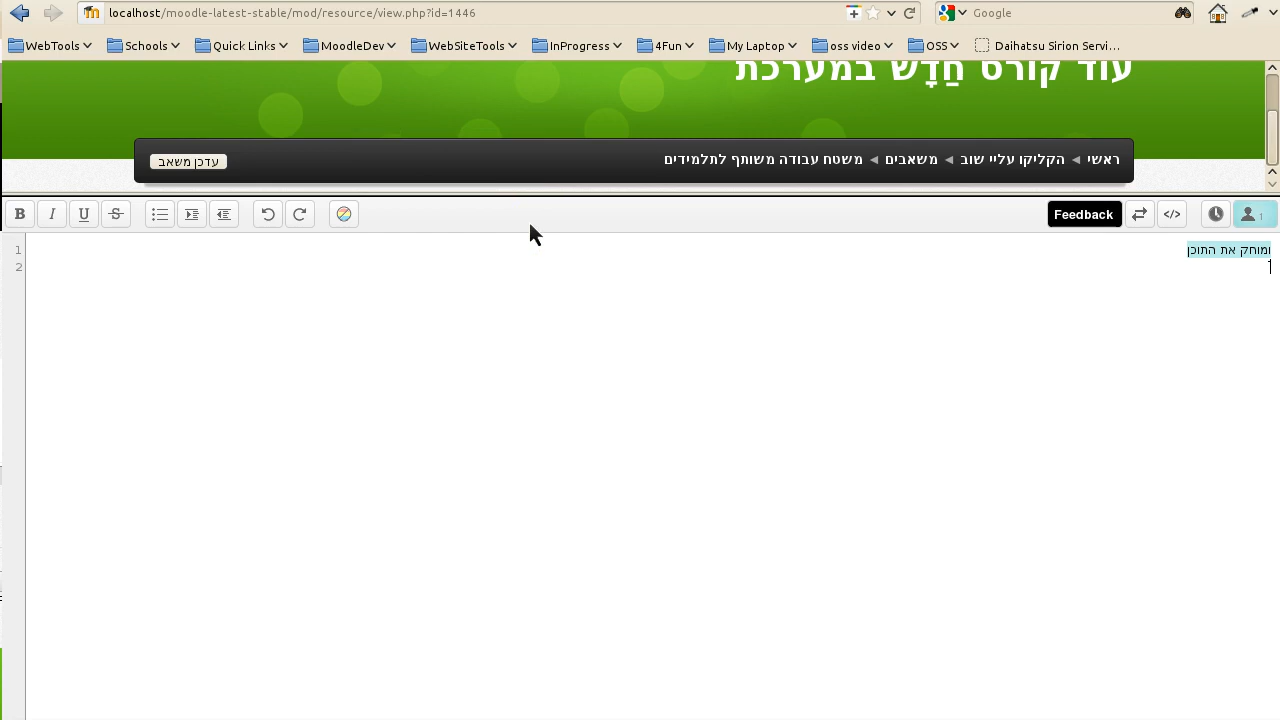 localhost/moodle-latest-stable/mod/resource/view.php?id=1446
Google
WebTools
Schools
Quick Links
MoodleDev
WebSiteTools
InProgress
4Fun
My Laptop
oss video
OSS
Daihatsu Sirion Servi...
עוד קורס חַדָש במערכת
ראשי ◄ הקליקו עליי שוב ◄ משאבים ◄ משטח עבודה משותף לתלמידים
עדכן משאב
B I U S
Feedback
</>
1
1 ומוחק את התוכן
2